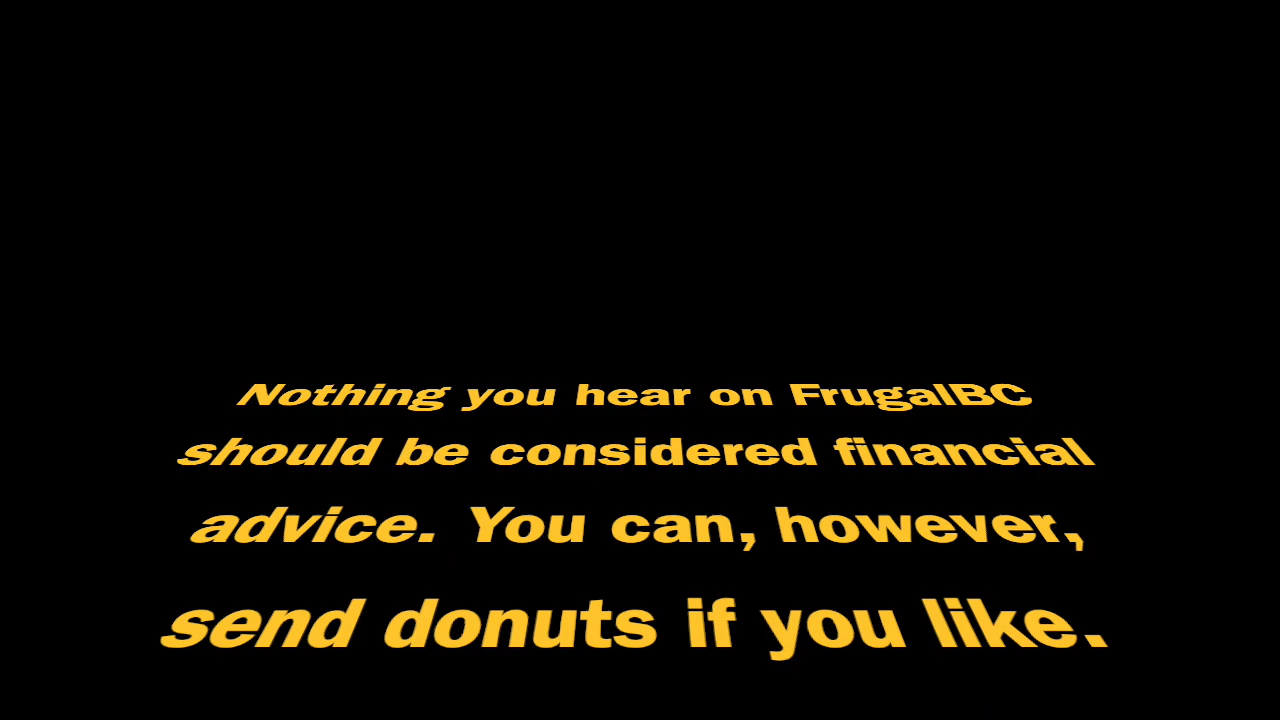 Nothing you hear on FrugalBC
should be considered financial
advice. You can, however,
send donuts if you like.